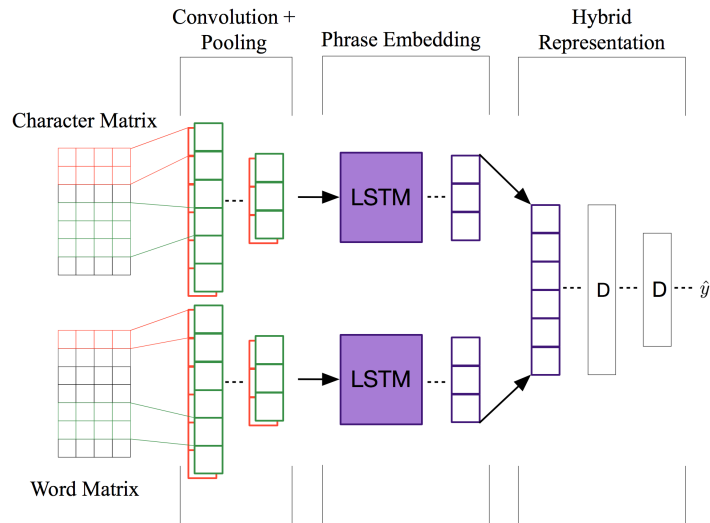 Convolution +
Pooling
Phrase Embedding
Hybrid
Representation
Character Matrix
LSTM
D
D
ŷ
LSTM
Word Matrix